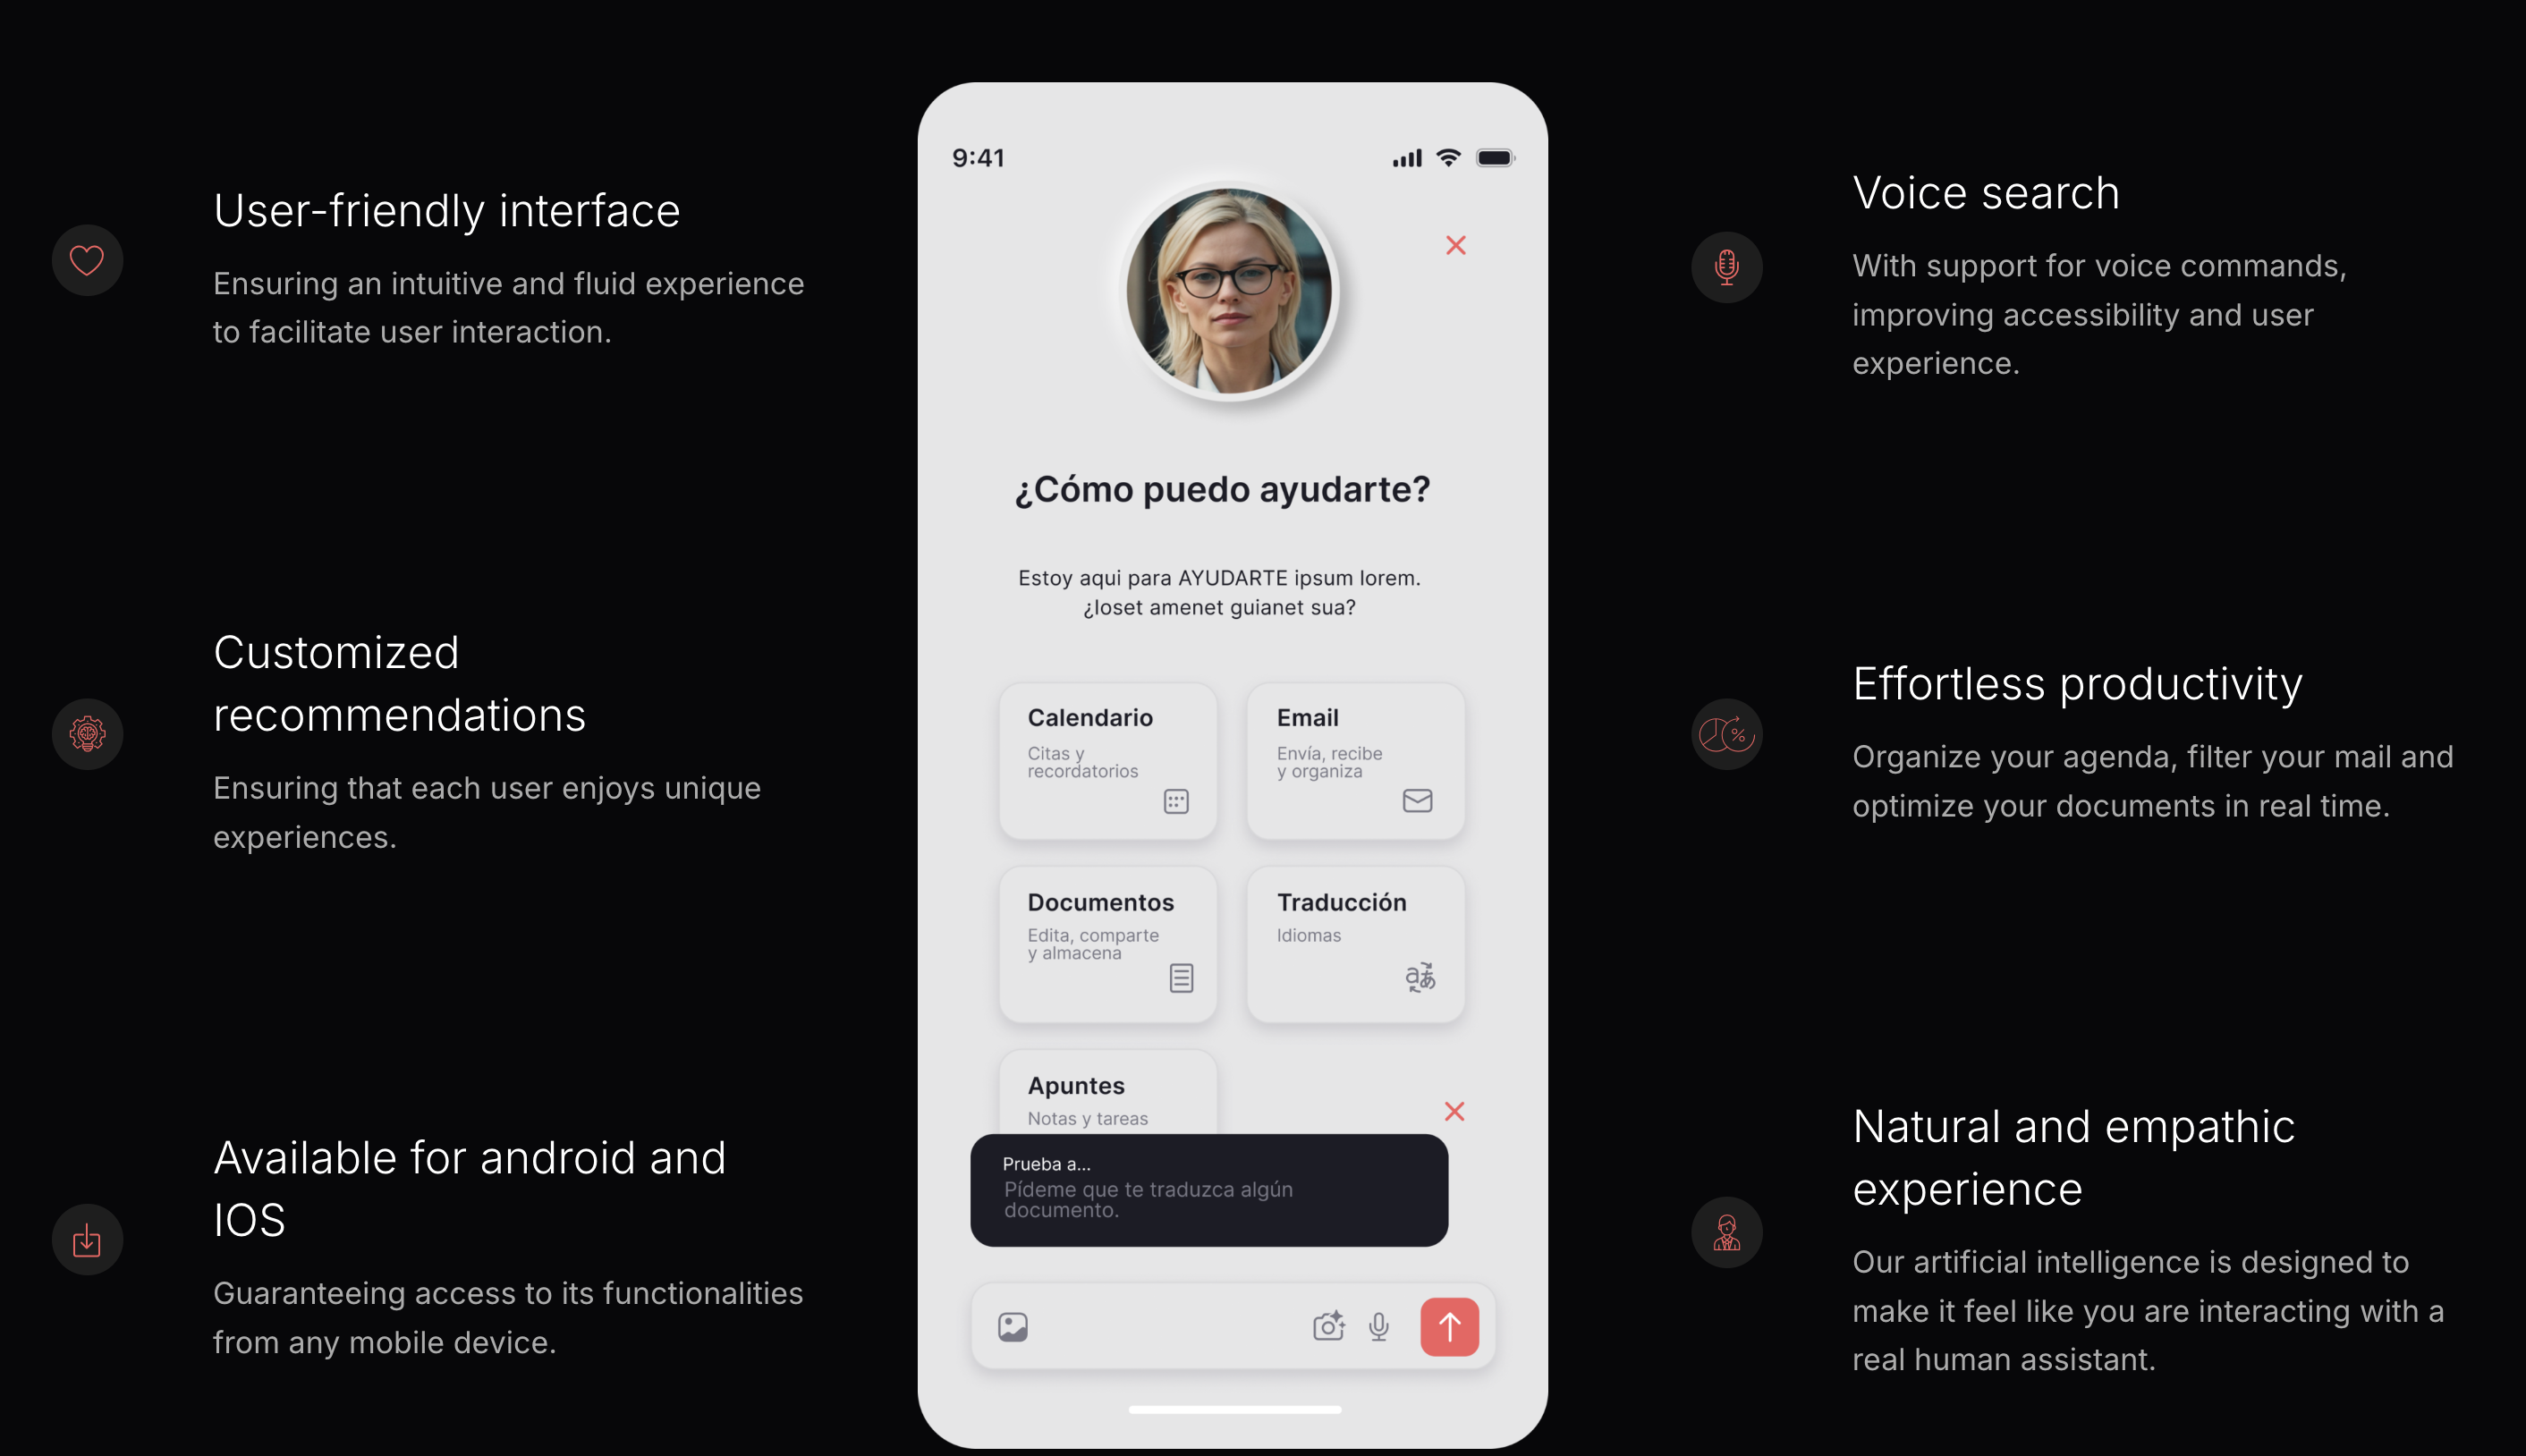 User-friendly interface
Ensuring an intuitive and fluid experience
to facilitate user interaction.
Customized
recommendations
Ensuring that each user enjoys unique
experiences.
Available for android and
IOS
Guaranteeing access to its functionalities
from any mobile device.
9:41
¿Cómo puedo ayudarte?
Estoy aqui para AYUDARTE ipsum lorem.
¿loset amenet guianet sua?
Calendario
Citas y
recordatorios
Email
Envía, recibe
y organiza
Documentos
Edita, comparte
y almacena
Traducción
Idiomas
aあ
Apuntes
Notas y tareas
Prueba a...
Pídeme que te traduzca algún
documento.
Voice search
With support for voice commands,
improving accessibility and user
experience.
Effortless productivity
%
Organize your agenda, filter your mail and
optimize your documents in real time.
Natural and empathic
experience
Our artificial intelligence is designed to
make it feel like you are interacting with a
real human assistant.